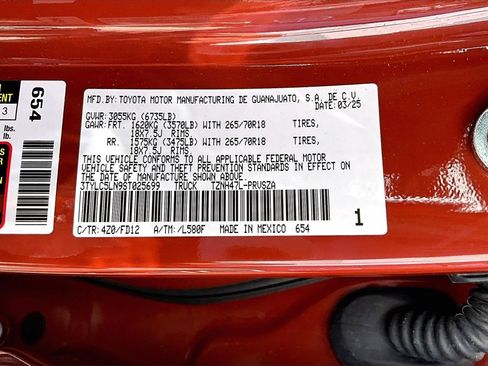 MFD.BY: TOYOTA MOTOR MANUFACTURING DE GUANAJUATO, S.A. DE C.V.
DATE: 03/25
GVWR: 3055KG (6735LB)
GAWR: FRT. 1620KG (3570LB) WITH 265/70R18 TIRES,
18X7.5J RIMS
RR. 1575KG (3475LB) WITH 265/70R18 TIRES,
18X7.5J RIMS
THIS VEHICLE CONFORMS TO ALL APPLICABLE FEDERAL MOTOR
VEHICLE SAFETY AND THEFT PREVENTION STANDARDS IN
EFFECT ON THE DATE OF MANUFACTURE SHOWN ABOVE.
3TYLC5LN9ST025699 TRUCK TZNH47L-PRVSZA
C/TR: 4Z0/FD12 A/TM: /L580F MADE IN MEXICO 654
1
654
3
lbs.
lb.